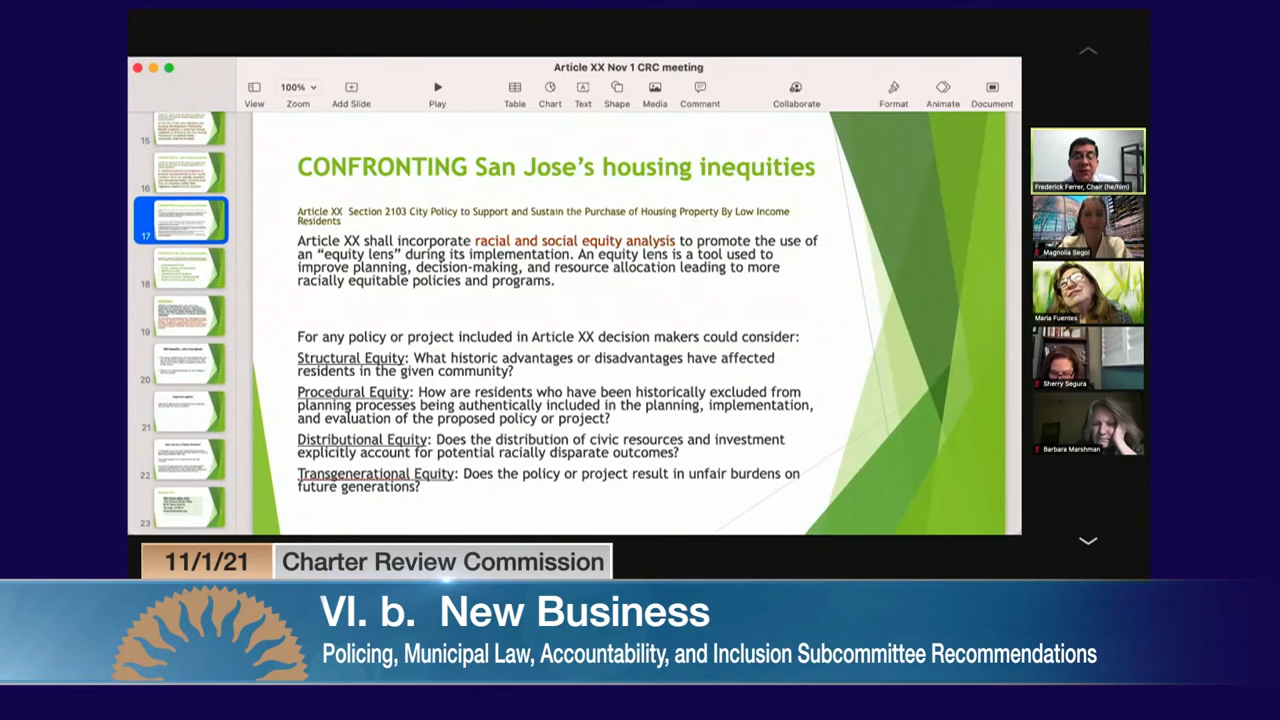 Article XX Nov 1 CRC meeting
100%
View
Zoom
Add Slide
Play
Table
Chart
Text
Shape
Media
Comment
Collaborate
Format
Animate
Document
15
16
17
18
19
20
21
22
23
CONFRONTING San Jose's housing inequities
Article XX Section 2103 City Policy to Support and Sustain the Purchase of Housing Property By Low Income
Residents
Article XX shall incorporate racial and social equity analysis to promote the use of
an “equity lens” during its implementation. An equity lens is a tool used to
improve planning, decision-making, and resource allocation leading to more
racially equitable policies and programs.
For any policy or project included in Article XX decision makers could consider:
Structural Equity: What historic advantages or disadvantages have affected
residents in the given community?
Procedural Equity: How are residents who have been historically excluded from
planning processes being authentically included in the planning, implementation,
and evaluation of the proposed policy or project?
Distributional Equity: Does the distribution of civic resources and investment
explicitly account for potential racially disparate outcomes?
Transgenerational Equity: Does the policy or project result in unfair burdens on
future generations?
Frederick Ferrer, Chair (he/him)
Magnolia Segol
Maria Fuentes
Sherry Segura
Barbara Marshman
11/1/21
Charter Review Commission
VI. b. New Business
Policing, Municipal Law, Accountability, and Inclusion Subcommittee Recommendations